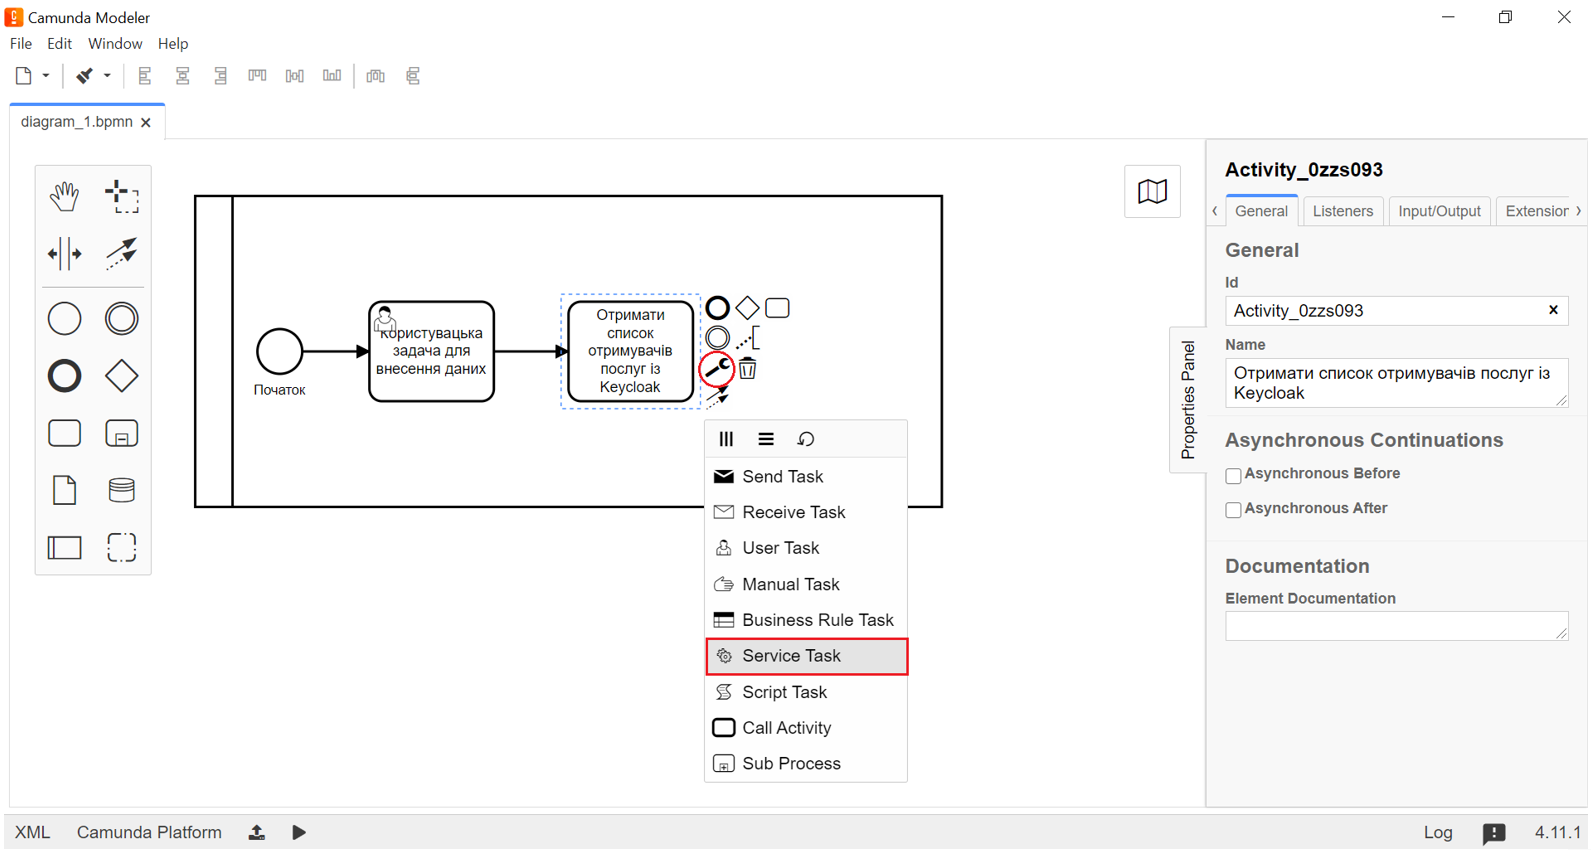 Camunda Modeler
File Edit Window Help
diagram_1.bpmn
Початок
Користувацька
задача для
внесення даних
Отримати
список
отримувачів
послуг із
Keycloak
Send Task
Receive Task
User Task
Manual Task
Business Rule Task
Service Task
Script Task
Call Activity
Sub Process
Properties Panel
Activity_0zzs093
General Listeners Input/Output Extension
General
Id
Activity_0zzs093
Name
Отримати список отримувачів послуг із
Keycloak
Asynchronous Continuations
Asynchronous Before
Asynchronous After
Documentation
Element Documentation
XML Camunda Platform Log 4.11.1